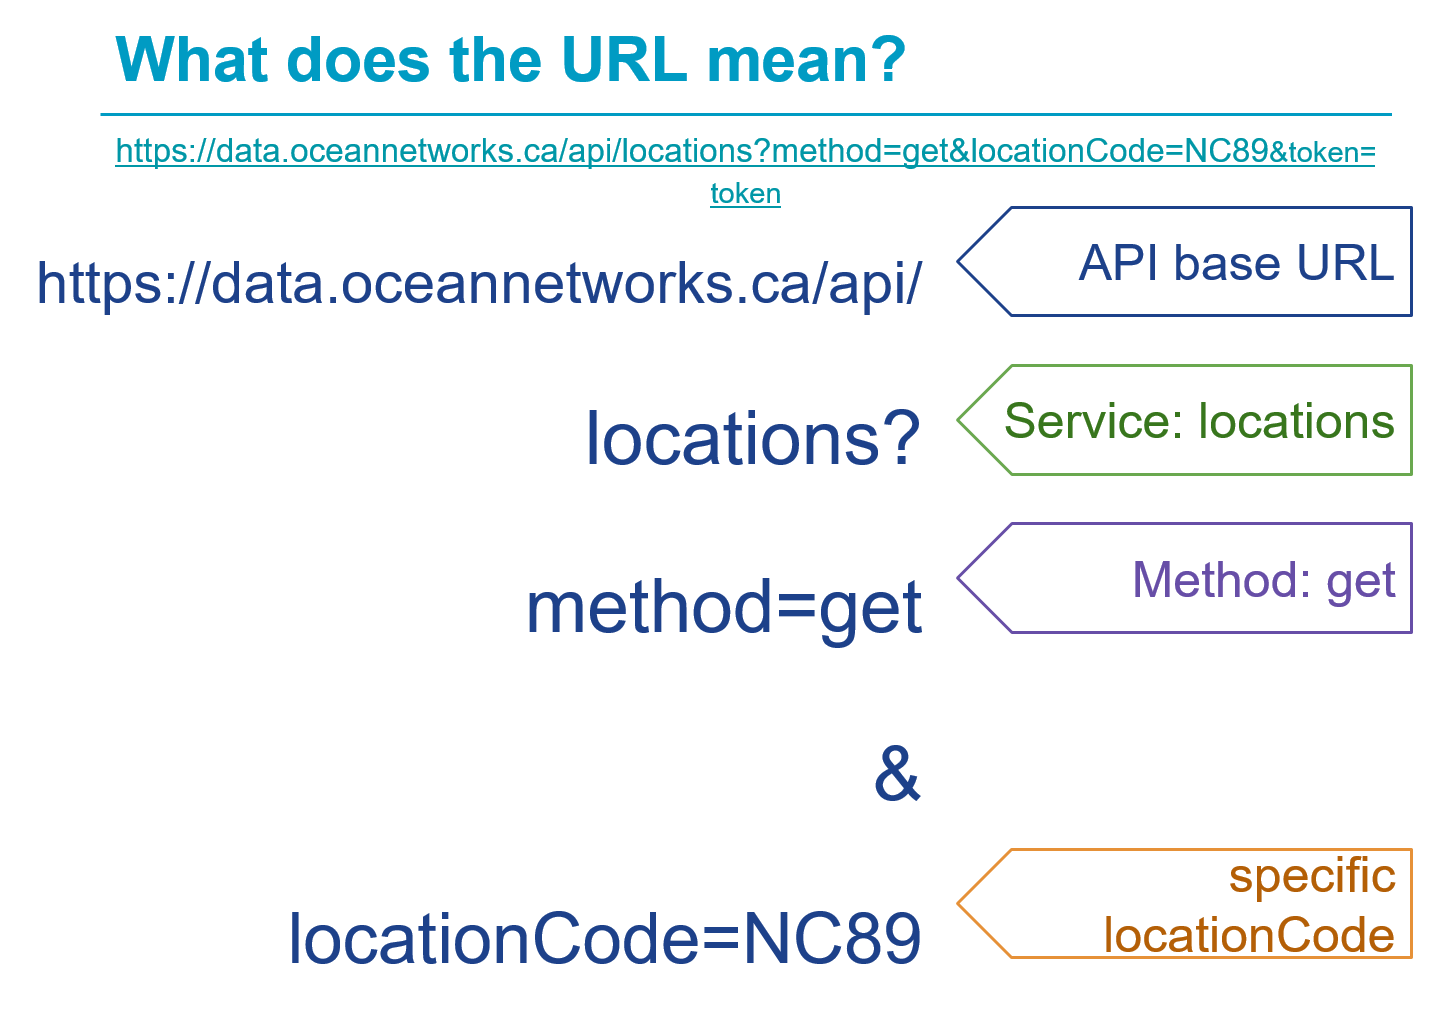 What does the URL mean?
https://data.oceannetworks.ca/api/locations?method=get&locationCode=NC89&token=
token
https://data.oceannetworks.ca/api/
API base URL
locations?
Service: locations
method=get
Method: get
&
locationCode=NC89
specific
locationCode